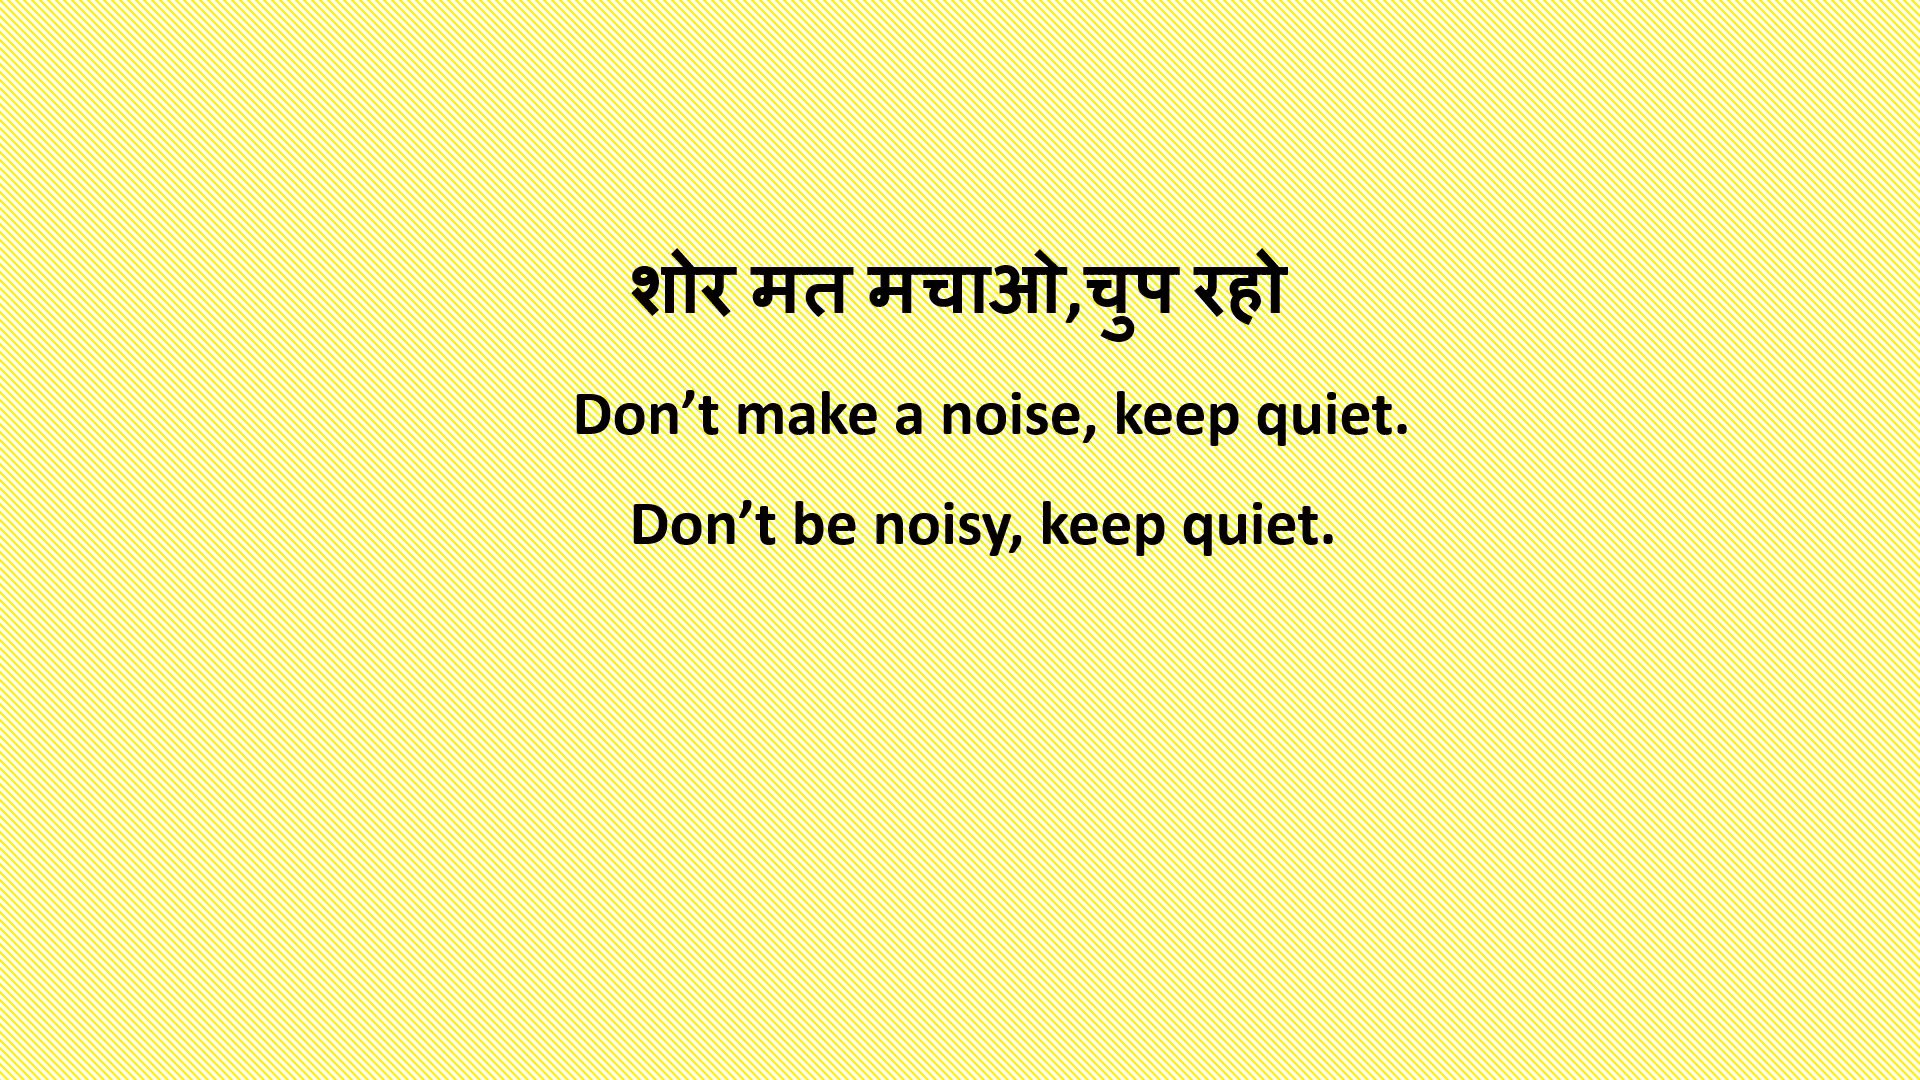 शोर मत मचाओ,चुप रहो
Don’t make a noise, keep quiet.
Don’t be noisy, keep quiet.